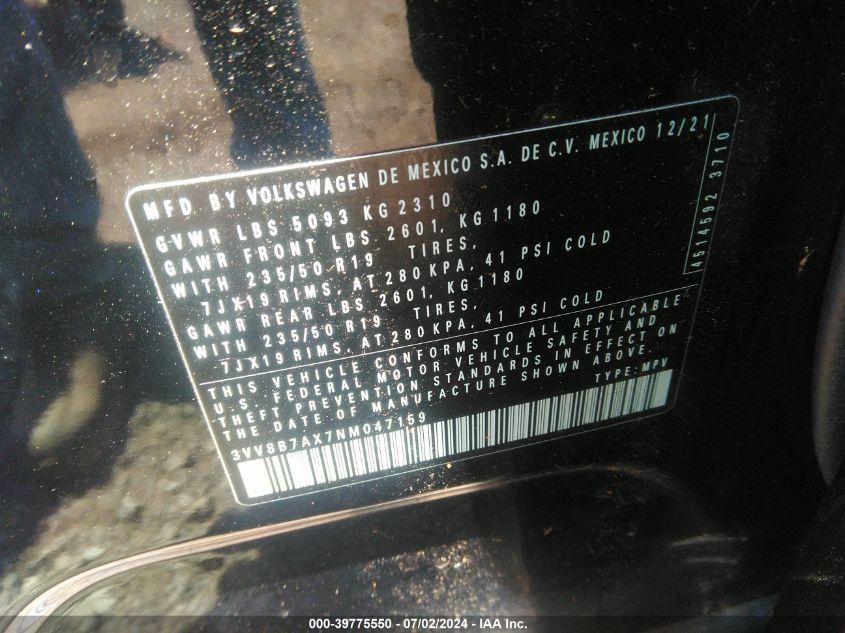 MFD. BY VOLKSWAGEN DE MEXICO S.A. DE C.V. MEXICO 12/21
GVWR LBS 5093 KG 2310
GAWR FRONT LBS 2601, KG 1180
WITH 235/50 R19 TIRES,
7JX19 RIMS, AT 280 KPA, 41 PSI COLD
GAWR REAR LBS 2601, KG 1180
WITH 235/50 R19 TIRES,
7JX19 RIMS, AT 280 KPA, 41 PSI COLD
THIS VEHICLE CONFORMS TO ALL APPLICABLE
U.S. FEDERAL MOTOR VEHICLE SAFETY AND
THEFT PREVENTION STANDARDS IN EFFECT ON
THE DATE OF MANUFACTURE SHOWN ABOVE.
TYPE: MPV
3VV8B7AX7NM047159
4514592 3710
000-39775550 - 07/02/2024 - IAA Inc.